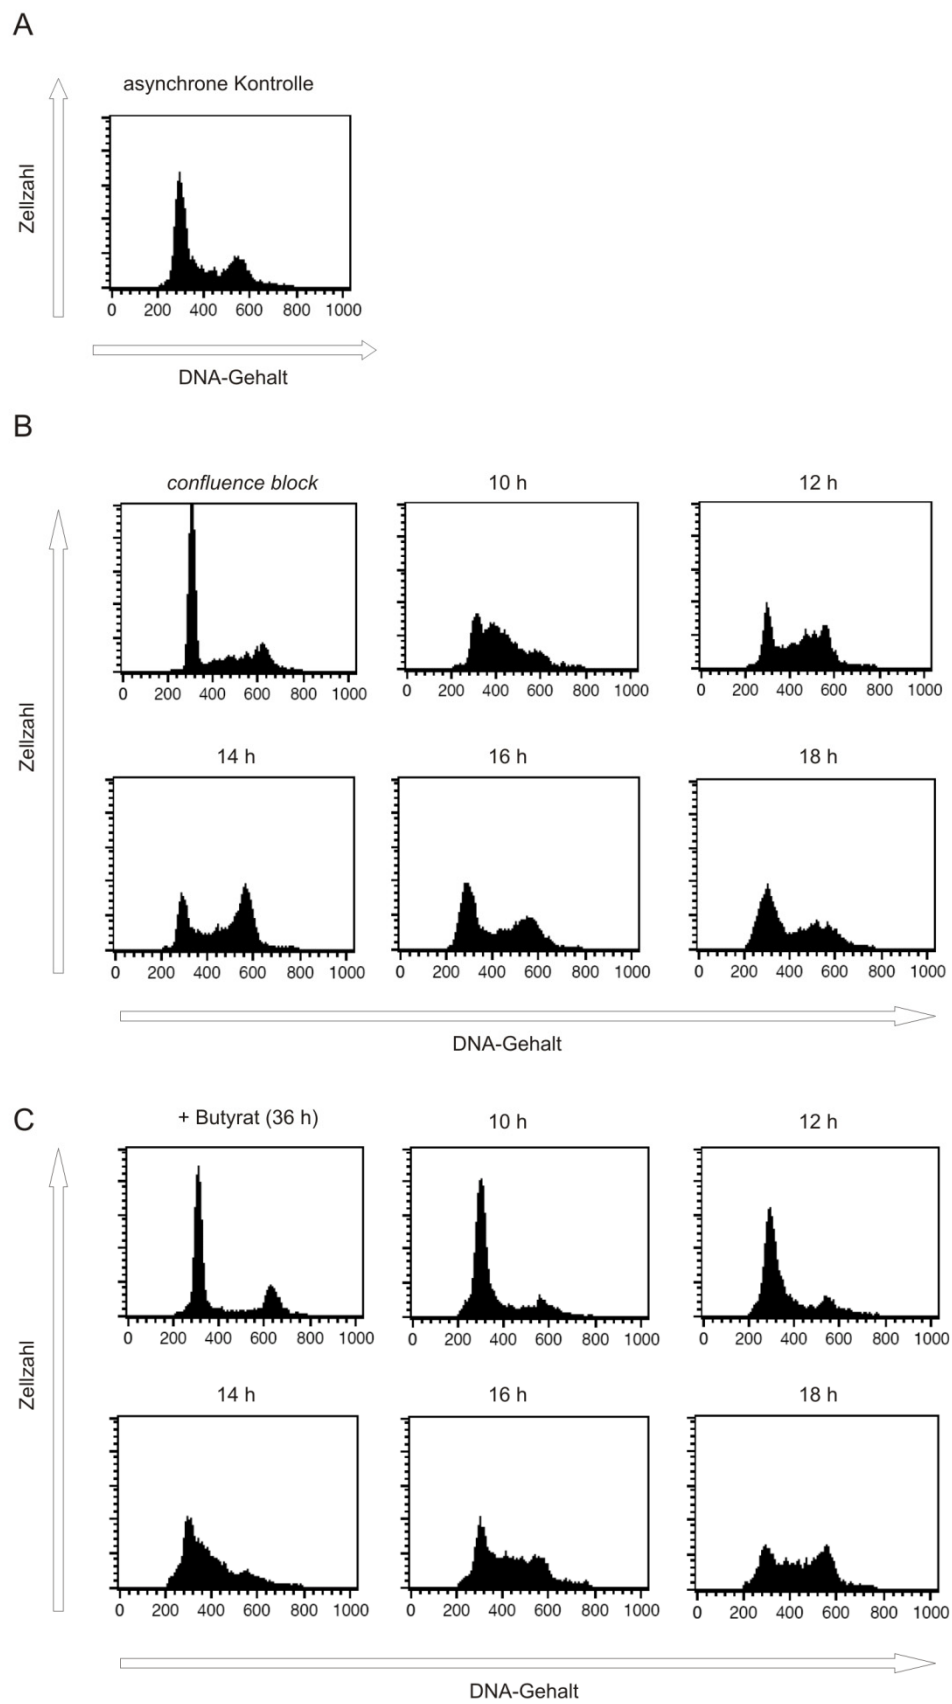 A
asynchrone Kontrolle
Zellzahl
0 200 400 600 800 1000
DNA-Gehalt
B
confluence block 10 h 12 h
0 200 400 600 800 1000 0 200 400 600 800 1000 0 200 400 600 800 1000
Zellzahl
14 h 16 h 18 h
0 200 400 600 800 1000 0 200 400 600 800 1000 0 200 400 600 800 1000
DNA-Gehalt
C
+ Butyrat (36 h) 10 h 12 h
0 200 400 600 800 1000 0 200 400 600 800 1000 0 200 400 600 800 1000
Zellzahl
14 h 16 h 18 h
0 200 400 600 800 1000 0 200 400 600 800 1000 0 200 400 600 800 1000
DNA-Gehalt